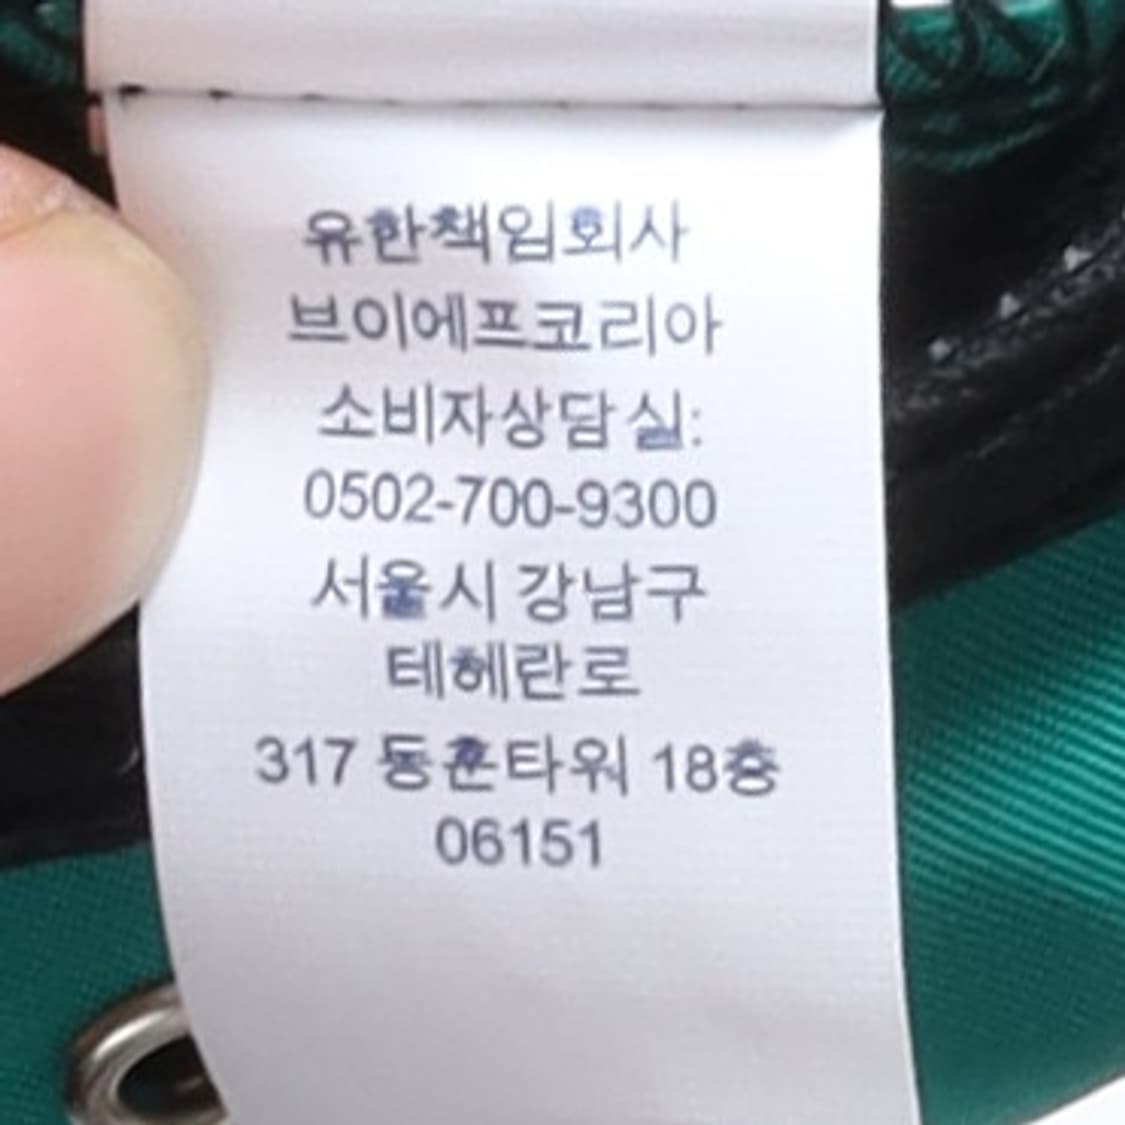 유한책임회사
브이에프코리아
소비자상담실:
0502-700-9300
서울시 강남구
테헤란로
317 동훈타워 18층
06151